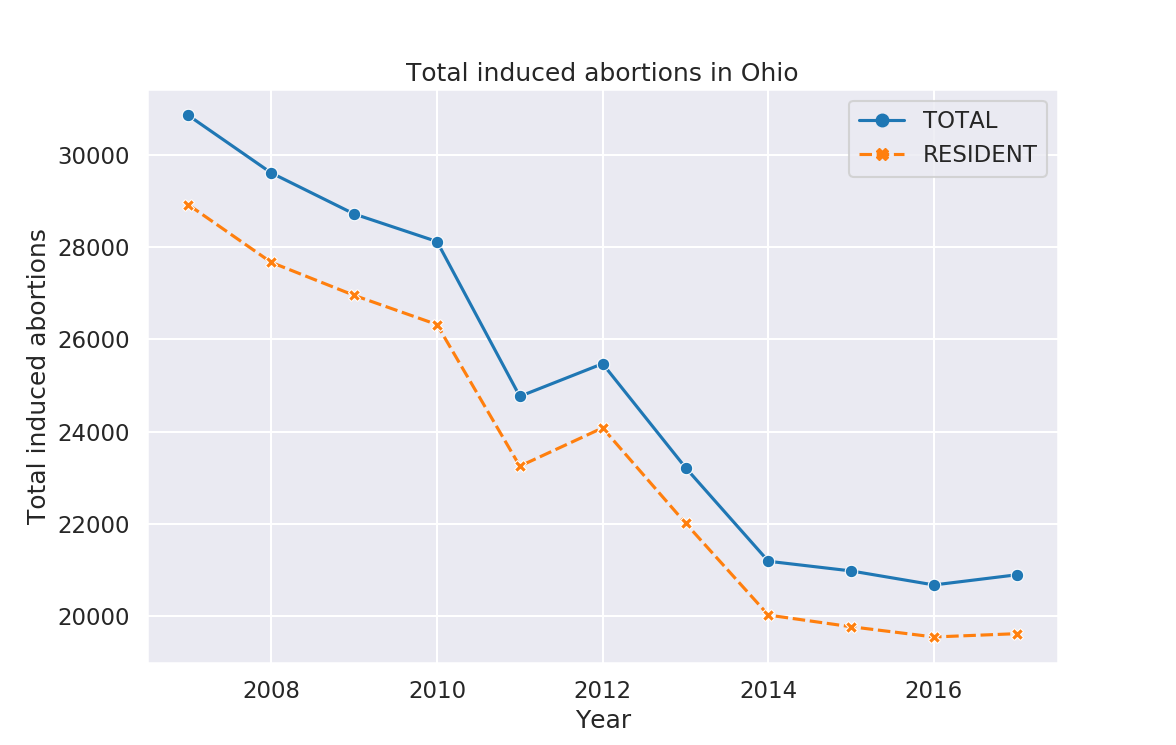 Total induced abortions in Ohio
TOTAL
RESIDENT
30000
28000
26000
24000
22000
20000
Total induced abortions
2008
2010
2012
2014
2016
Year